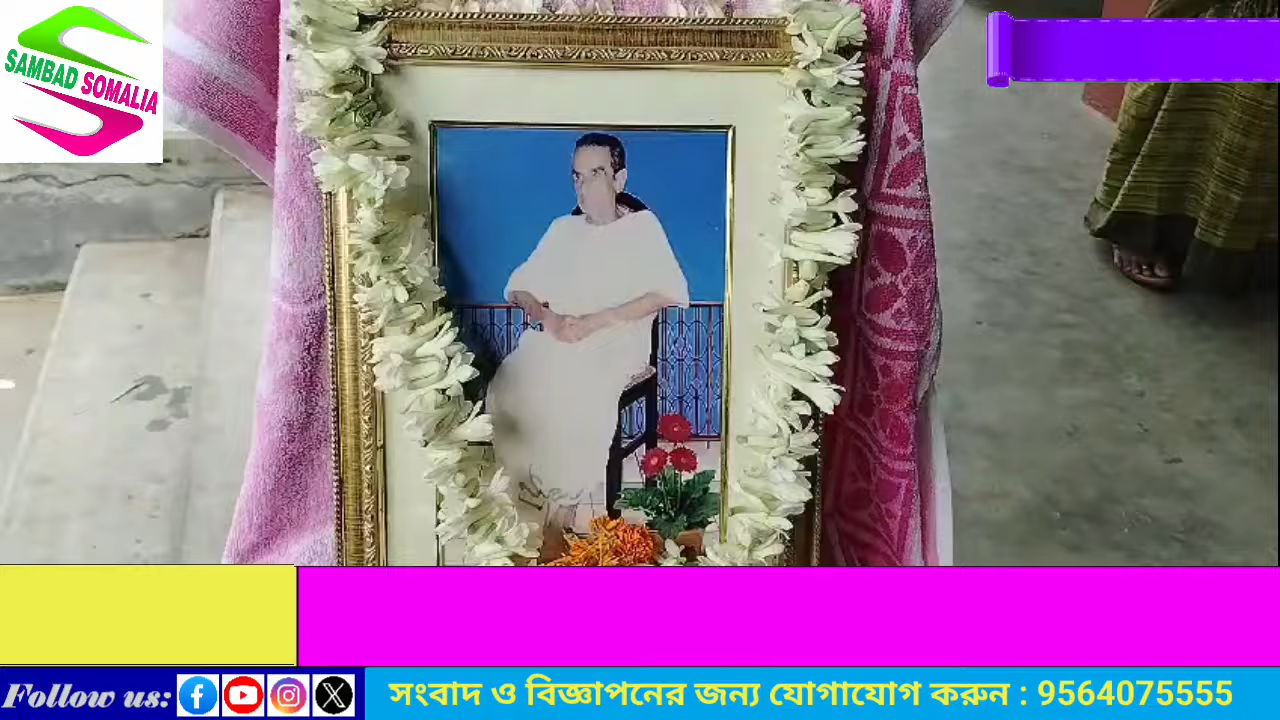 SAMBAD SOMALIA
Follow us:
সংবাদ ও বিজ্ঞাপনের জন্য যোগাযোগ করুন : 9564075555